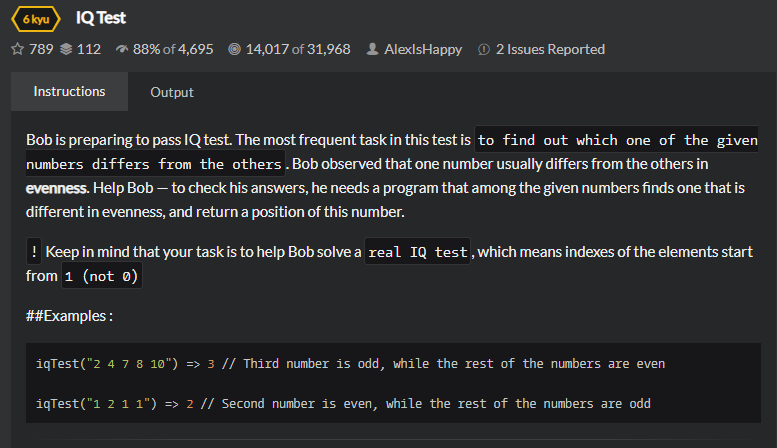 6 kyu IQ Test
789 112 88% of 4,695 14,017 of 31,968 AlexIsHappy 2 Issues Reported
Instructions Output
Bob is preparing to pass IQ test. The most frequent task in this test is to find out which one of the given
numbers differs from the others. Bob observed that one number usually differs from the others in
evenness. Help Bob — to check his answers, he needs a program that among the given numbers finds one that is
different in evenness, and return a position of this number.
! Keep in mind that your task is to help Bob solve a real IQ test, which means indexes of the elements start
from 1 (not 0)
##Examples :
iqTest("2 4 7 8 10") => 3 // Third number is odd, while the rest of the numbers are even
iqTest("1 2 1 1") => 2 // Second number is even, while the rest of the numbers are odd